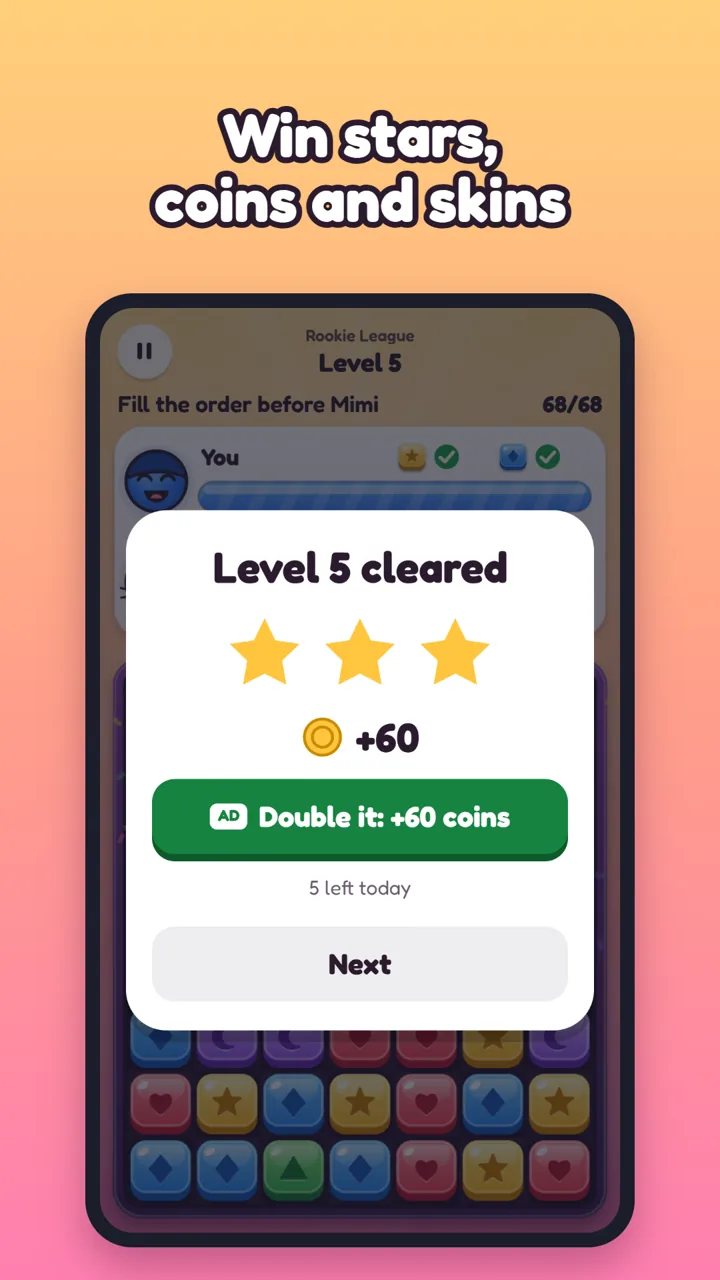 Win stars,
coins and skins
Rookie League
Level 5
Fill the order before Mimi 68/68
You
Level 5 cleared
+60
AD Double it: +60 coins
5 left today
Next